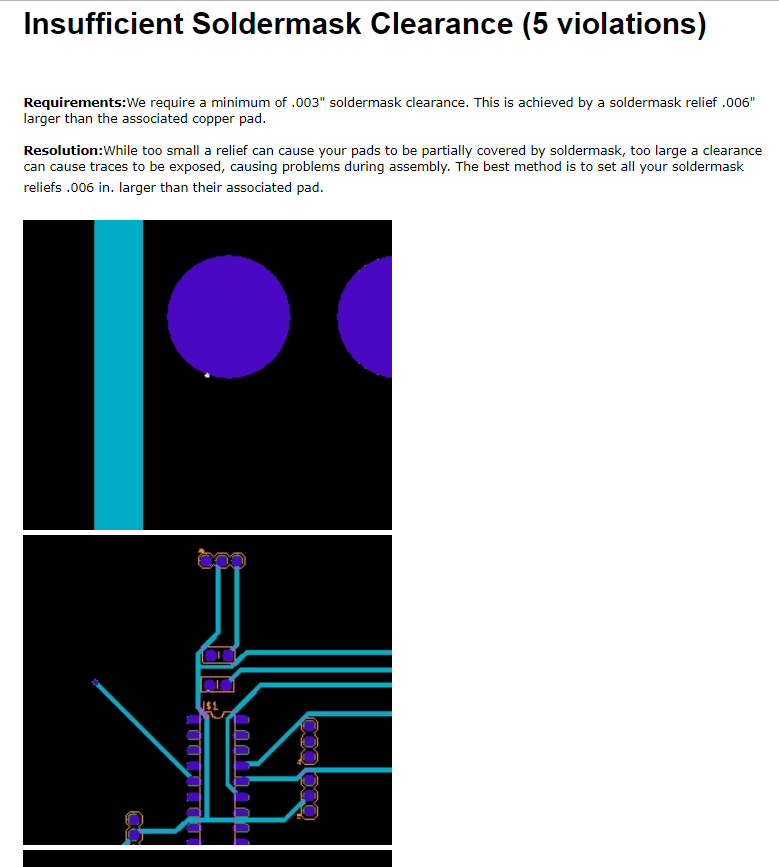 Insufficient Soldermask Clearance (5 violations)
Requirements:We require a minimum of .003" soldermask clearance. This is achieved by a soldermask relief .006"
larger than the associated copper pad.
Resolution:While too small a relief can cause your pads to be partially covered by soldermask, too large a clearance
can cause traces to be exposed, causing problems during assembly. The best method is to set all your soldermask
reliefs .006 in. larger than their associated pad.